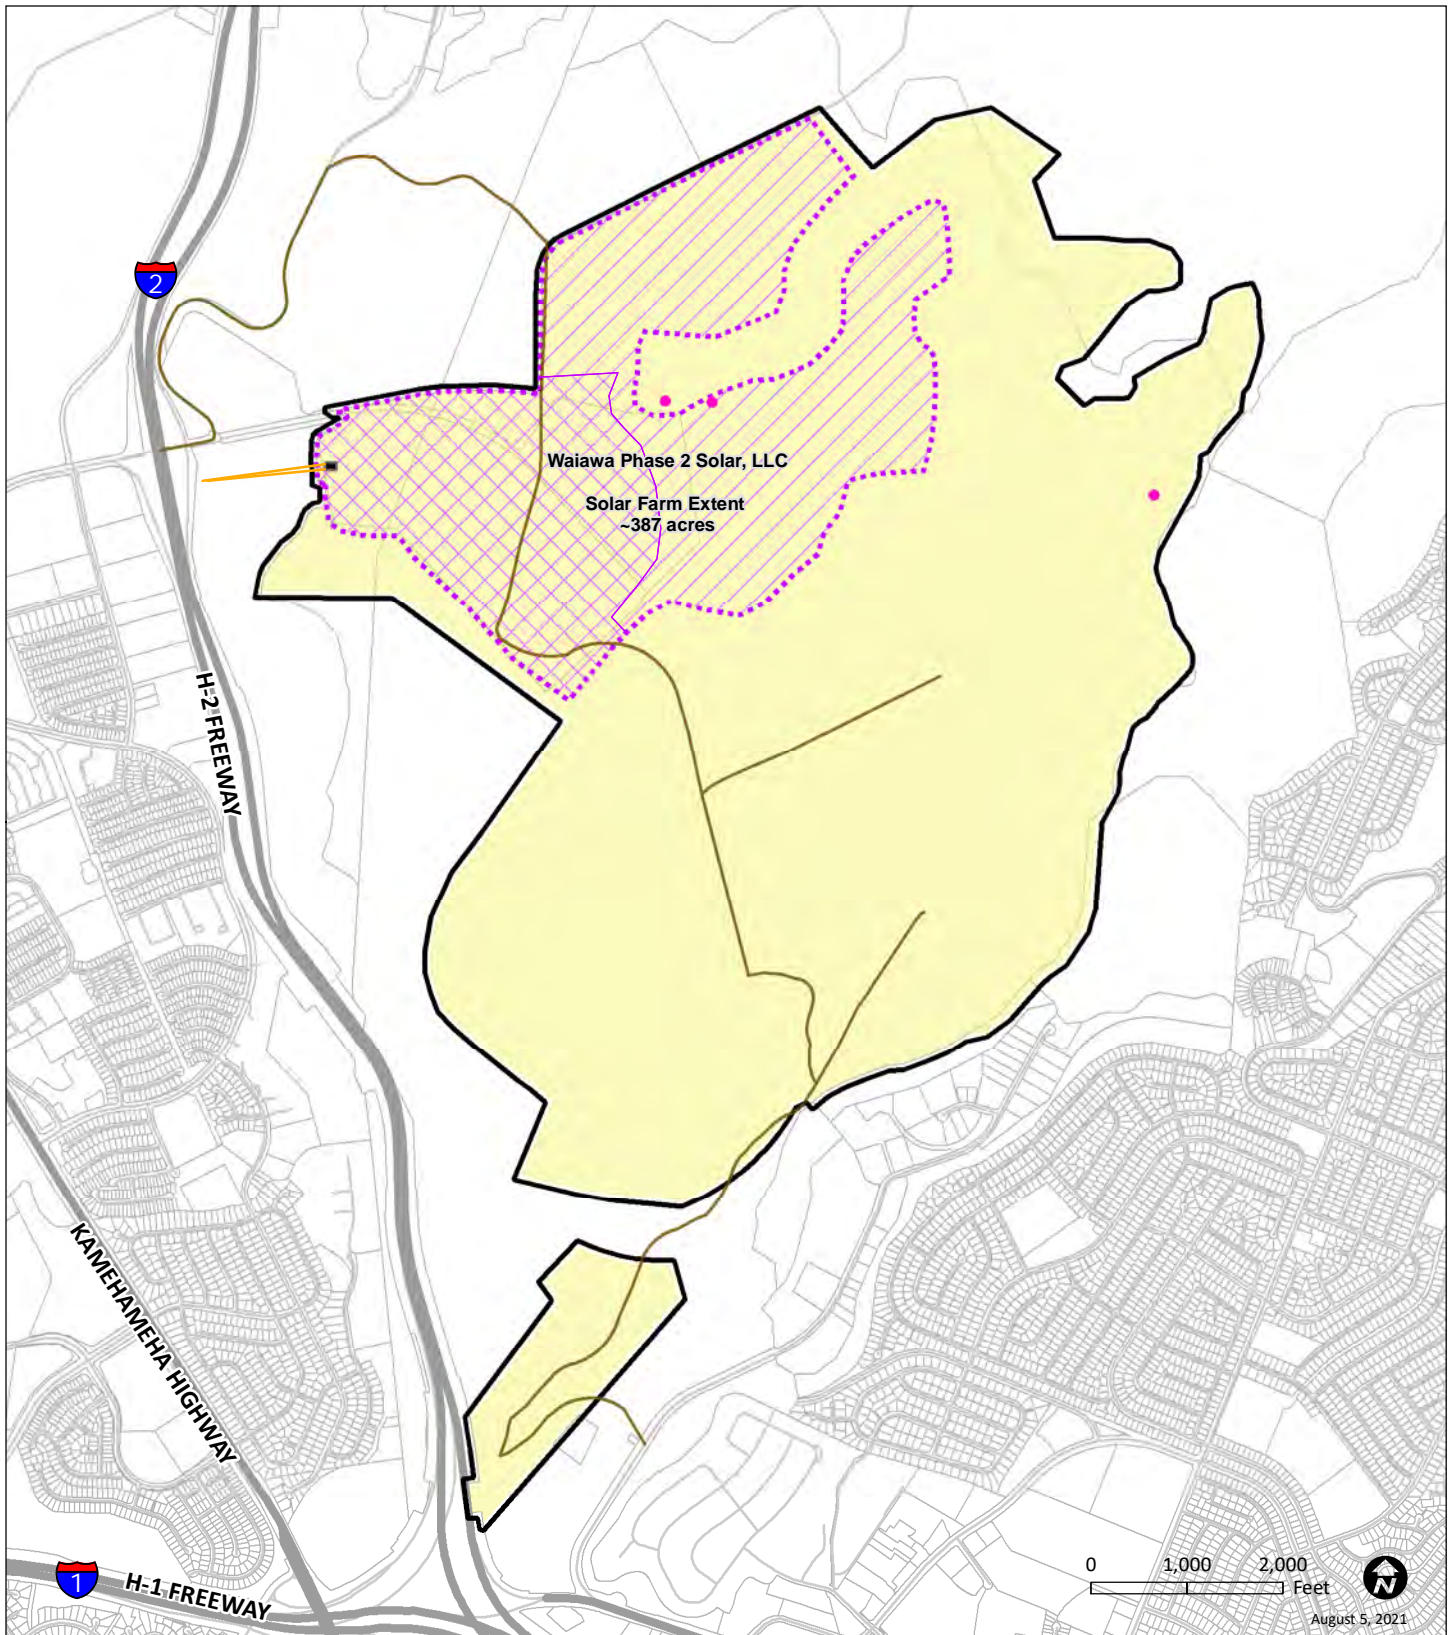 2
Waiawa Phase 2 Solar, LLC
Solar Farm Extent
~387 acres
H-2 FREEWAY
KAMEHAMEHA HIGHWAY
1
H-1 FREEWAY
0 1,000 2,000
Feet
N
August 5, 2021